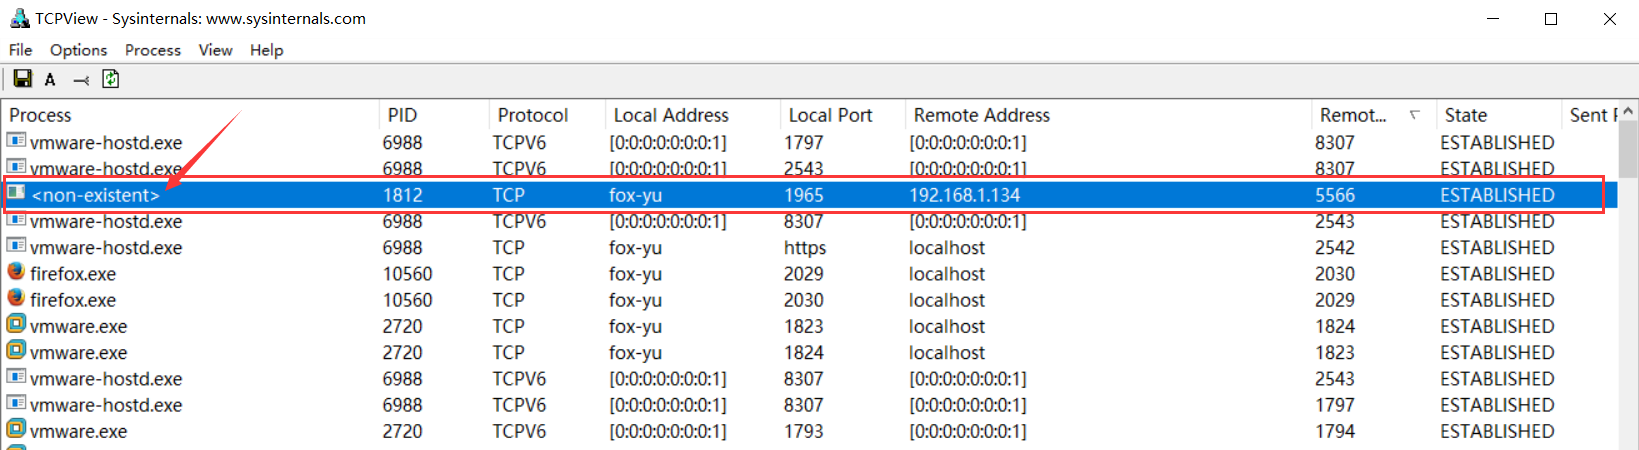 TCPView - Sysinternals: www.sysinternals.com
File Options Process View Help
A
Process PID Protocol Local Address Local Port Remote Address Remot... State Sent P
vmware-hostd.exe 6988 TCPV6 [0:0:0:0:0:0:0:1] 1797 [0:0:0:0:0:0:0:1] 8307 ESTABLISHED
vmware-hostd.exe 6988 TCPV6 [0:0:0:0:0:0:0:1] 2543 [0:0:0:0:0:0:0:1] 8307 ESTABLISHED
<non-existent> 1812 TCP fox-yu 1965 192.168.1.134 5566 ESTABLISHED
vmware-hostd.exe 6988 TCPV6 [0:0:0:0:0:0:0:1] 8307 [0:0:0:0:0:0:0:1] 2543 ESTABLISHED
vmware-hostd.exe 6988 TCP fox-yu https localhost 2542 ESTABLISHED
firefox.exe 10560 TCP fox-yu 2029 localhost 2030 ESTABLISHED
firefox.exe 10560 TCP fox-yu 2030 localhost 2029 ESTABLISHED
vmware.exe 2720 TCP fox-yu 1823 localhost 1824 ESTABLISHED
vmware.exe 2720 TCP fox-yu 1824 localhost 1823 ESTABLISHED
vmware-hostd.exe 6988 TCPV6 [0:0:0:0:0:0:0:1] 8307 [0:0:0:0:0:0:0:1] 2543 ESTABLISHED
vmware-hostd.exe 6988 TCPV6 [0:0:0:0:0:0:0:1] 8307 [0:0:0:0:0:0:0:1] 1797 ESTABLISHED
vmware.exe 2720 TCPV6 [0:0:0:0:0:0:0:1] 1793 [0:0:0:0:0:0:0:1] 1794 ESTABLISHED